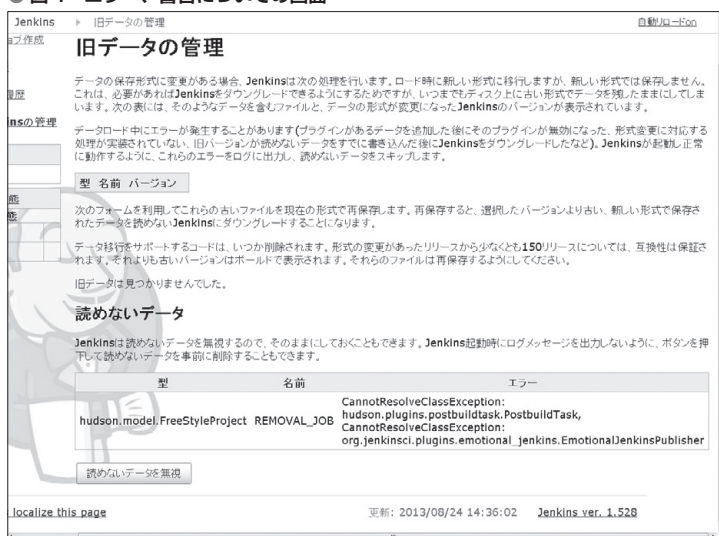 Jenkins ▸ 旧データの管理 自動リロードon
ョブ作成
履歴
insの管理
態
態
旧データの管理
データの保存形式に変更がある場合、Jenkinsは次の処理を行います。ロード時に新しい形式に移行しますが、新しい形式では保存しません。
これは、必要があればJenkinsをダウングレードできるようにするためですが、いつまでもディスク上に古い形式でデータを残したままにしてしま
います。次の表には、そのようなデータを含むファイルと、データの形式が変更になったJenkinsのバージョンが表示されています。
データロード中にエラーが発生することがあります(プラグインがあるデータを追加した後にそのプラグインが無効になった、形式変更に対応する
処理が実装されていない、旧バージョンが読めないデータをすでに書き込んだ後にJenkinsをダウングレードしたなど)。Jenkinsが起動し正常
に動作するように、これらのエラーをログに出力し、読めないデータをスキップします。
型 名前 バージョン
次のフォームを利用してこれらの古いファイルを現在の形式で再保存します。再保存すると、選択したバージョンより古い、新しい形式で保存さ
れたデータを読めないJenkinsにダウングレードすることになります。
データ移行をサポートするコードは、いつか削除されます。形式の変更があったリリースから少なくとも150リリースについては、互換性は保証さ
れます。それよりも古いバージョンはボールドで表示されます。それらのファイルは再保存するようにしてください。
旧データは見つかりませんでした。
読めないデータ
Jenkinsは読めないデータを無視するので、そのままにしておくこともできます。Jenkins起動時にログメッセージを出力しないように、ボタンを押
下して読めないデータを事前に削除することもできます。
型 名前 エラー
hudson.model.FreeStyleProject REMOVAL_JOB CannotResolveClassException:
hudson.plugins.postbuildtask.PostbuildTask,
CannotResolveClassException:
org.jenkinsci.plugins.emotional_jenkins.EmotionalJenkinsPublisher
読めないデータを無視
localize this page 更新: 2013/08/24 14:36:02 Jenkins ver. 1.528